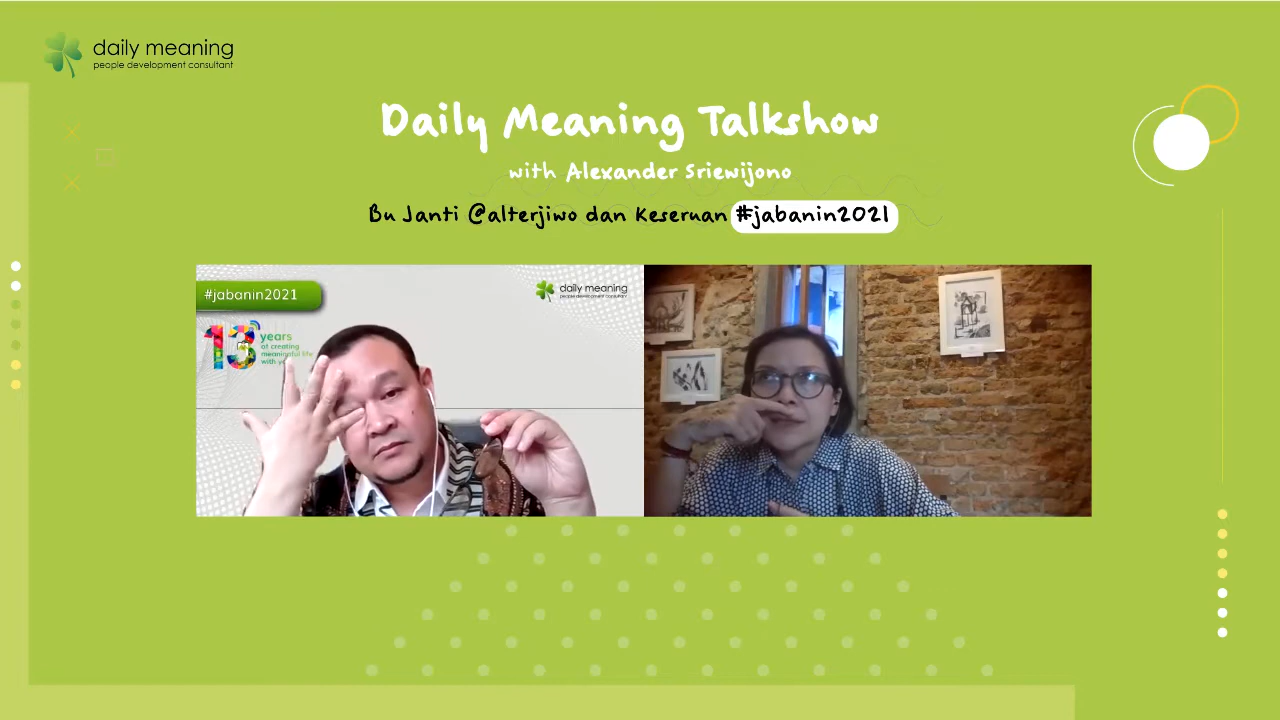 daily meaning
people development consultant
Daily Meaning Talkshow
with Alexander Sriewijono
Bu Janti @alterjiwo dan Keseruan #jabanin2021
#jabanin2021
daily meaning
people development consultant
13 years
of creating
meaningful life
with